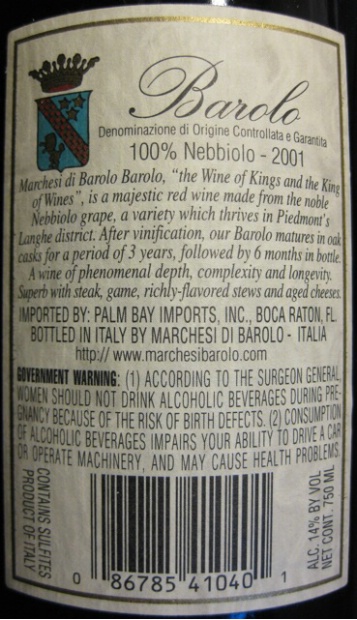 Barolo
Denominazione di Origine Controllata e Garantita
100% Nebbiolo - 2001
Marchesi di Barolo Barolo, "the Wine of Kings and the King
of Wines", is a majestic red wine made from the noble
Nebbiolo grape, a variety which thrives in Piedmont's
Langhe district. After vinification, our Barolo matures in oak
casks for a period of 3 years, followed by 6 months in bottle.
A wine of phenomenal depth, complexity and longevity.
Superb with steak, game, richly-flavored stews and aged cheeses.
IMPORTED BY: PALM BAY IMPORTS, INC., BOCA RATON, FL.
BOTTLED IN ITALY BY MARCHESI DI BAROLO - ITALIA
http:// www.marchesibarolo.com
GOVERNMENT WARNING: (1) ACCORDING TO THE SURGEON GENERAL,
WOMEN SHOULD NOT DRINK ALCOHOLIC BEVERAGES DURING PRE-
GNANCY BECAUSE OF THE RISK OF BIRTH DEFECTS. (2) CONSUMPTION
OF ALCOHOLIC BEVERAGES IMPAIRS YOUR ABILITY TO DRIVE A CAR
OR OPERATE MACHINERY, AND MAY CAUSE HEALTH PROBLEMS.
CONTAINS SULFITES
PRODUCT OF ITALY
0 86785 41040 1
ALC. 14% BY VOL.
NET CONT. 750 ML